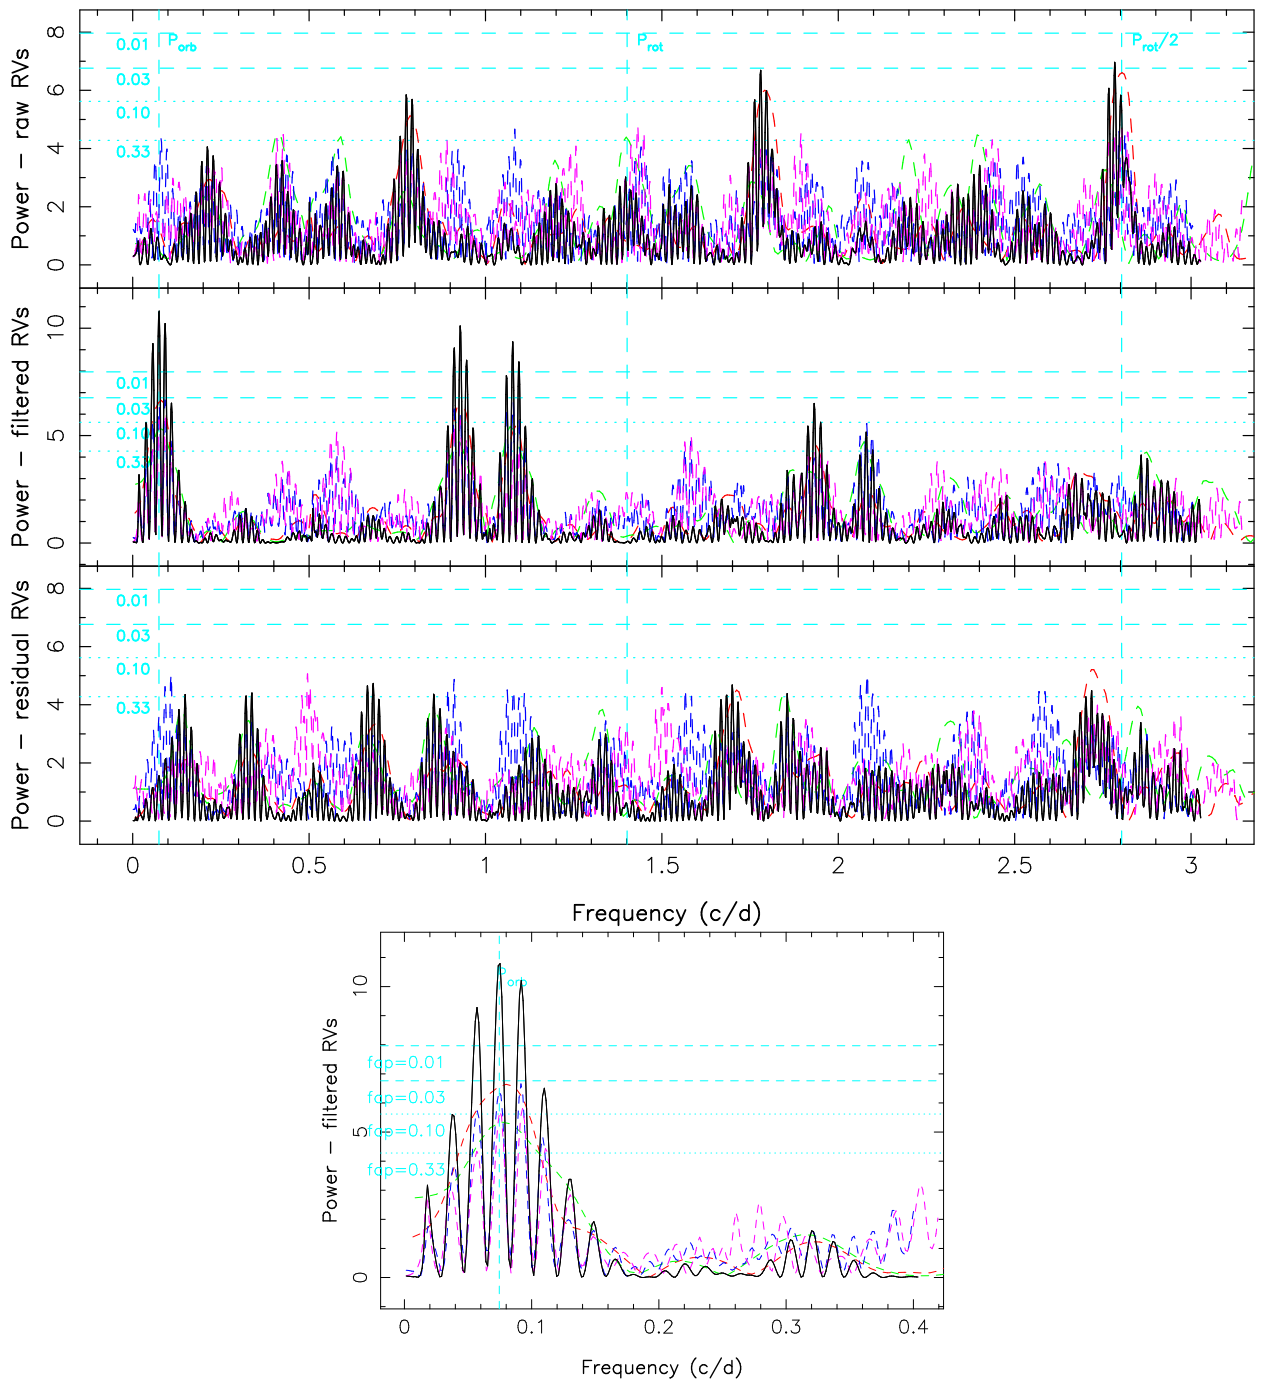 Power – raw RVs
8
6
4
2
0
0.01
0.03
0.10
0.33
Porb
Prot
Prot/2
Power – filtered RVs
10
5
0
0.01
0.03
0.10
0.33
Power – residual RVs
8
6
4
2
0
0.01
0.03
0.10
0.33
0 0.5 1 1.5 2 2.5 3
Frequency (c/d)
Power – filtered RVs
10
5
0
Porb
fap=0.01
fap=0.03
fap=0.10
fap=0.33
0 0.1 0.2 0.3 0.4
Frequency (c/d)